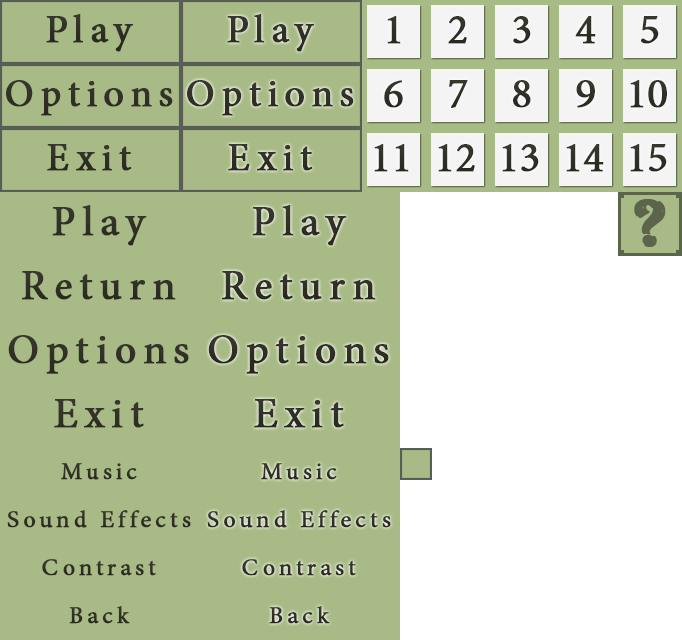 Play Play 1 2 3 4 5
Options Options 6 7 8 9 10
Exit Exit 11 12 13 14 15
Play Play ?
Return Return
Options Options
Exit Exit
Music Music
Sound Effects Sound Effects
Contrast Contrast
Back Back